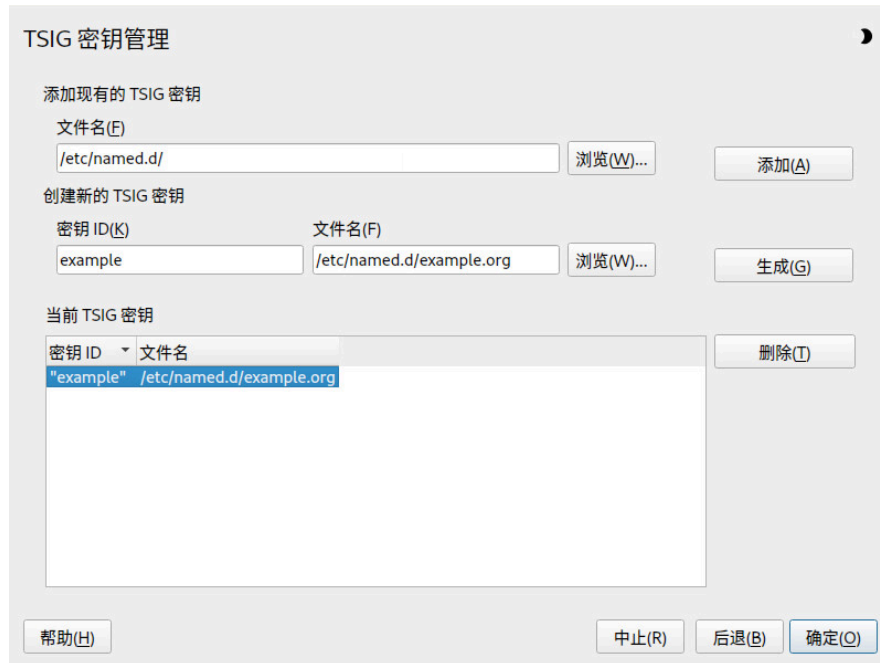 TSIG 密钥管理
添加现有的 TSIG 密钥
文件名(F)
/etc/named.d/ 浏览(W)... 添加(A)
创建新的 TSIG 密钥
密钥 ID(K) 文件名(F)
example /etc/named.d/example.org 浏览(W)... 生成(G)
当前 TSIG 密钥
密钥 ID 文件名 删除(T)
"example" /etc/named.d/example.org
帮助(H) 中止(R) 后退(B) 确定(O)